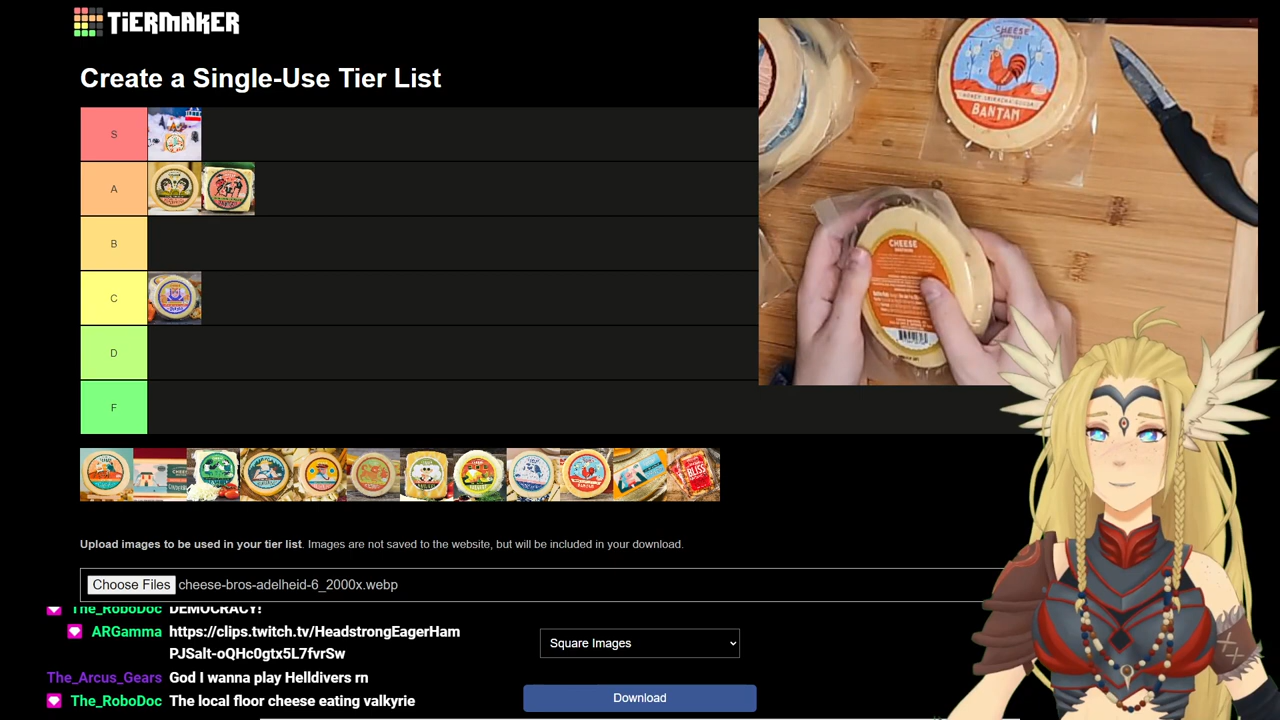 TiERMAKER
Create a Single-Use Tier List
S
A
B
C
D
F
CHEESE
HONEY SRIRACHA GOUDA
BANTAM
CHEESE
Upload images to be used in your tier list. Images are not saved to the website, but will be included in your download.
Choose Files cheese-bros-adelheid-6_2000x.webp
The_RoboDoc DEMOCRACY!
ARGamma https://clips.twitch.tv/HeadstrongEagerHam
PJSalt-oQHc0gtx5L7fvrSw
The_Arcus_Gears God I wanna play Helldivers rn
The_RoboDoc The local floor cheese eating valkyrie
Square Images
Download
BANTAM
BLISS